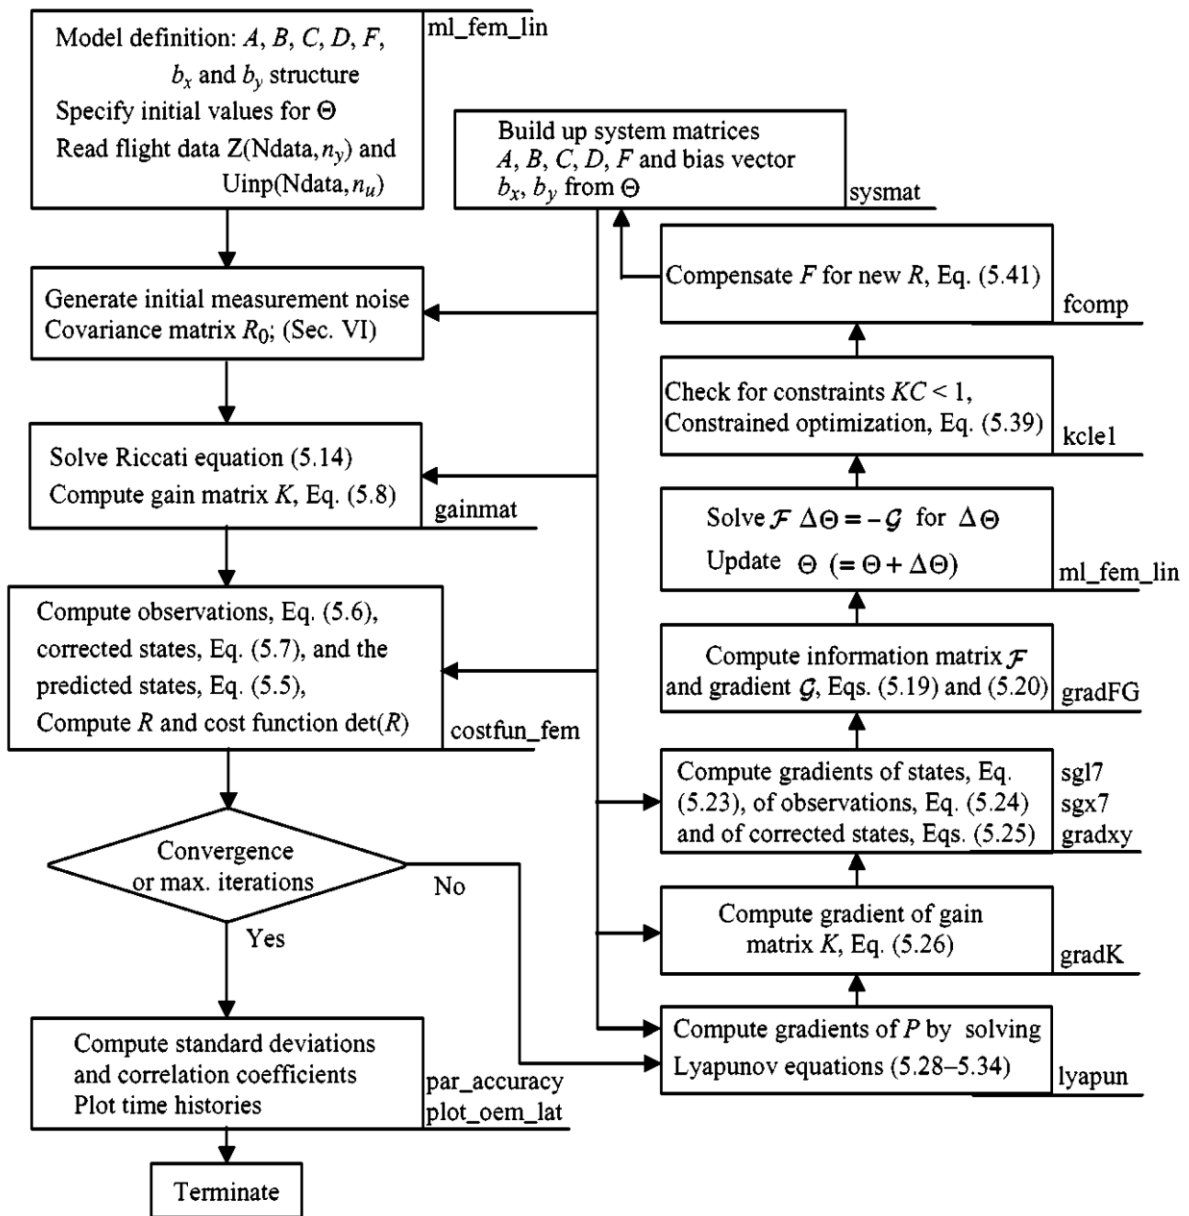 Model definition: A, B, C, D, F,
b_x and b_y structure
Specify initial values for Θ
Read flight data Z(Ndata, n_y) and
Uinp(Ndata, n_u)
ml_fem_lin
Generate initial measurement noise
Covariance matrix R_0; (Sec. VI)
Solve Riccati equation (5.14)
Compute gain matrix K, Eq. (5.8)
gainmat
Compute observations, Eq. (5.6),
corrected states, Eq. (5.7), and the
predicted states, Eq. (5.5),
Compute R and cost function det(R)
costfun_fem
Convergence
or max. iterations
No
Yes
Compute standard deviations
and correlation coefficients
Plot time histories
par_accuracy
plot_oem_lat
Terminate
Build up system matrices
A, B, C, D, F and bias vector
b_x, b_y from Θ
sysmat
Compensate F for new R, Eq. (5.41)
fcomp
Check for constraints KC < 1,
Constrained optimization, Eq. (5.39)
kcle1
Solve 𝓕 ΔΘ = −𝓖 for ΔΘ
Update Θ (= Θ + ΔΘ)
ml_fem_lin
Compute information matrix 𝓕
and gradient 𝓖, Eqs. (5.19) and (5.20)
gradFG
Compute gradients of states, Eq.
(5.23), of observations, Eq. (5.24)
and of corrected states, Eqs. (5.25)
sgl7
sgx7
gradxy
Compute gradient of gain
matrix K, Eq. (5.26)
gradK
Compute gradients of P by solving
Lyapunov equations (5.28–5.34)
lyapun